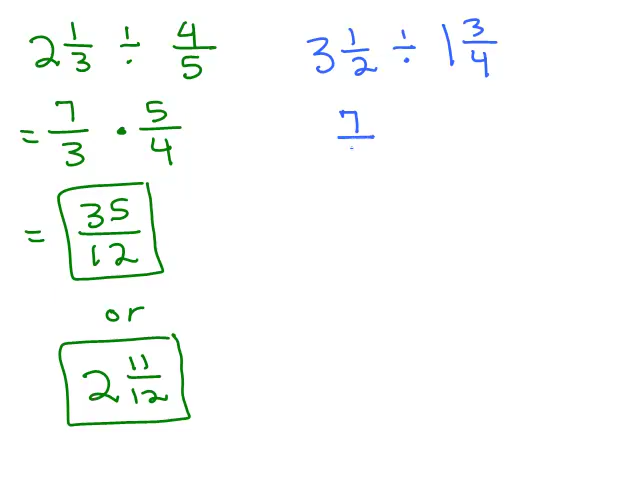 2 1/3 ÷ 4/5
= 7/3 · 5/4
= 35/12
or
2 11/12
3 1/2 ÷ 1 3/4
7/